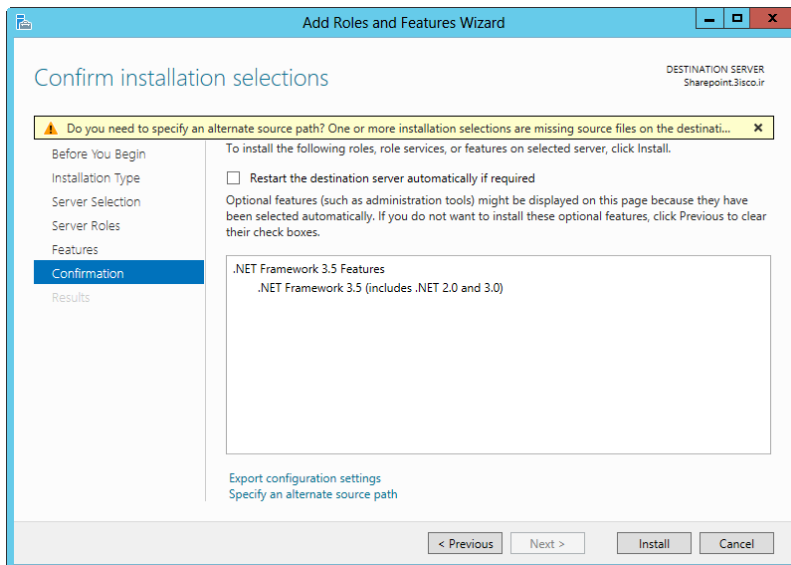 Add Roles and Features Wizard
Confirm installation selections
DESTINATION SERVER
Sharepoint.3isco.ir
Do you need to specify an alternate source path? One or more installation selections are missing source files on the destinati...
Before You Begin
Installation Type
Server Selection
Server Roles
Features
Confirmation
Results
To install the following roles, role services, or features on selected server, click Install.
Restart the destination server automatically if required
Optional features (such as administration tools) might be displayed on this page because they have
been selected automatically. If you do not want to install these optional features, click Previous to clear
their check boxes.
.NET Framework 3.5 Features
.NET Framework 3.5 (includes .NET 2.0 and 3.0)
Export configuration settings
Specify an alternate source path
< Previous
Next >
Install
Cancel